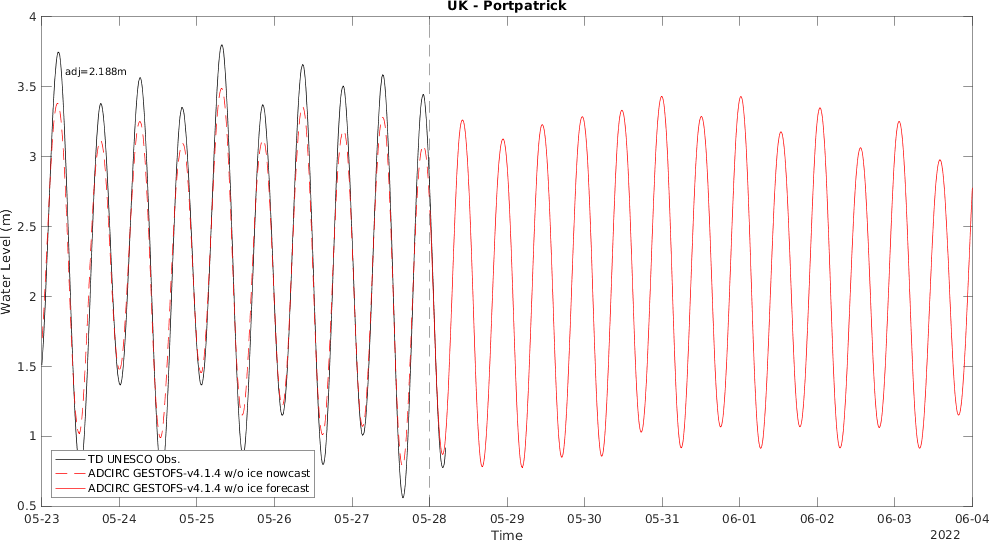 UK - Portpatrick
4
3.5
3
2.5
2
1.5
1
0.5
Water Level (m)
adj=2.188m
TD UNESCO Obs.
ADCIRC GESTOFS-v4.1.4 w/o ice nowcast
ADCIRC GESTOFS-v4.1.4 w/o ice forecast
05-23 05-24 05-25 05-26 05-27 05-28 05-29 05-30 05-31 06-01 06-02 06-03 06-04
Time
2022